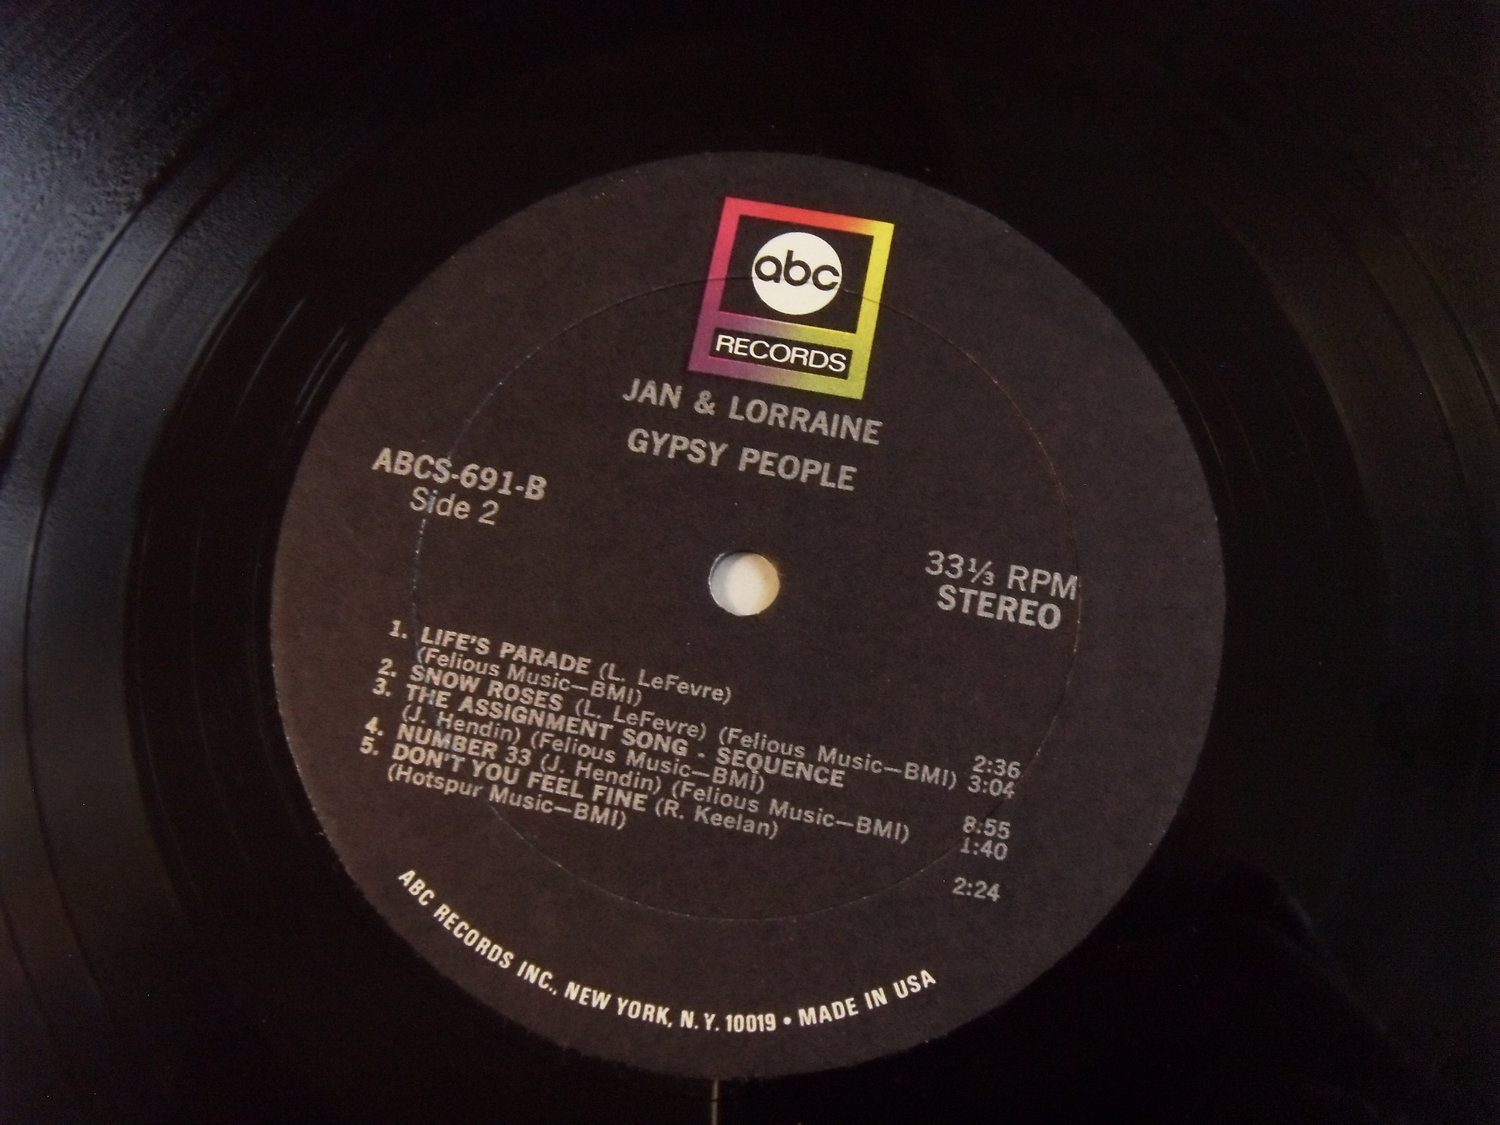 abc
RECORDS
JAN & LORRAINE
GYPSY PEOPLE
ABCS-691-B
Side 2
33⅓ RPM
STEREO
1. LIFE'S PARADE (L. LeFevre)
(Felious Music—BMI) 2:36
2. SNOW ROSES (L. LeFevre) (Felious Music—BMI) 3:04
3. THE ASSIGNMENT SONG - SEQUENCE
(J. Hendin) (Felious Music—BMI) 8:55
4. NUMBER 33 (J. Hendin) (Felious Music—BMI) 1:40
5. DON'T YOU FEEL FINE (R. Keelan)
(Hotspur Music—BMI) 2:24
ABC RECORDS INC., NEW YORK, N.Y. 10019 • MADE IN USA